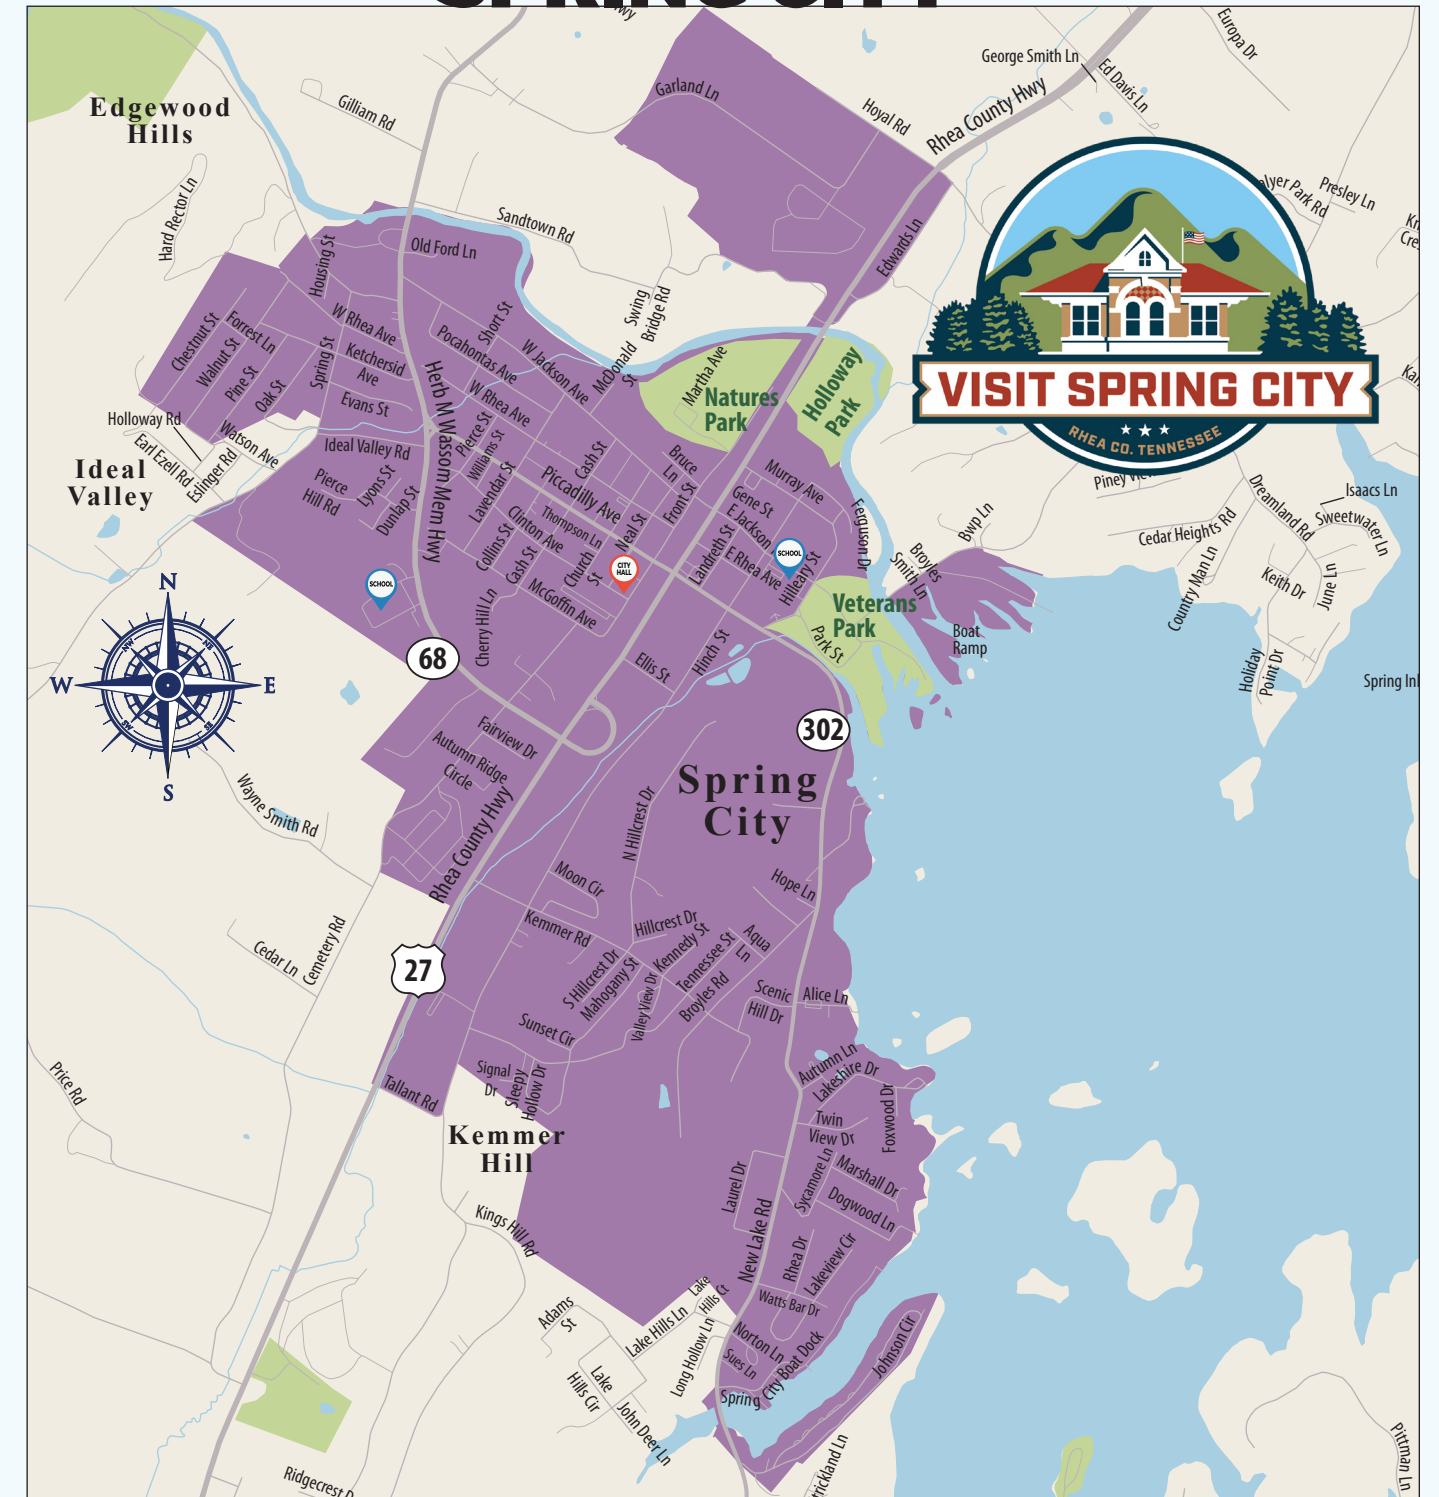 SPRING CITY
Edgewood
Hills
Gilliam Rd
Garland Ln
Hoyal Rd
George Smith Ln
Ed Davis Ln
Europa Dr
Rhea County Hwy
Presley Ln
Hard Rector Ln
Sandtown Rd
Old Ford Ln
Housing St
Edwards Ln
Swing
Bridge Rd
VISIT SPRING CITY
RHEA CO. TENNESSEE
Chestnut St
Forrest Ln
Walnut St
Pine St
Oak St
Spring St
W Rhea Ave
Ketchersid
Ave
Evans St
Short St
Pocahontas Ave
W Jackson Ave
W Rhea Ave
McDonald
St
Martha Ave
Natures
Park
Holloway
Park
Herb M Wasson Mem Hwy
Holloway Rd
Earl Ezell Rd
Eslinger Rd
Watson Ave
Ideal
Valley
Ideal Valley Rd
Pierce
Hill Rd
Lyons St
Dunlap St
Pierce St
Williams St
Lavendar St
Cash St
Piccadilly Ave
Bruce
Ln
Front St
Murray Ave
Gene St
E Jackson
E Rhea Ave
Landreth St
Hilleary St
Ferguson Dr
Thompson Ln
Clinton Ave
Neal St
Collins St
Cash St
Church
St
McGoffin Ave
CITY
HALL
SCHOOL
SCHOOL
Cherry Hill Ln
Ellis St
Hinch St
Veterans
Park
Park St
Broyles
Smith Ln
Bwp Ln
Boat
Ramp
Cedar Heights Rd
Dreamland Rd
Isaacs Ln
Sweetwater Ln
Country Man Ln
Keith Dr
June Ln
Holiday
Point Dr
N
NW
NE
W
E
SW
SE
S
68
302
Spring
City
Fairview Dr
Autumn Ridge
Circle
Wayne Smith Rd
Rhea County Hwy
N Hillcrest Dr
Moon Cir
Hope Ln
Kemmer Rd
Hillcrest Dr
Kennedy St
Tennessee St
Aqua
Ln
Cedar Ln
Cemetery Rd
27
S Hillcrest Dr
Mahogany St
Valley View Dr
Broyles Rd
Scenic
Hill Dr
Alice Ln
Sunset Cir
Signal
Dr
Sleepy
Hollow Dr
Price Rd
Tallant Rd
Kemmer
Hill
Autumn Ln
Lakeshire Dr
Foxwood Dr
Twin
View Dr
Marshall Dr
Sycamore Ln
Dogwood Ln
Laurel Dr
New Lake Rd
Rhea Dr
Lakeview Cir
Kings Hill Rd
Watts Bar Dr
Lake
Hills Ct
Adams
St
Lake Hills Ln
Long Hollow Ln
Norton Ln
Sues Ln
Spring City Boat Dock
Johnson Cir
Lake
Hills Cir
John Deer Ln
Pittman Ln